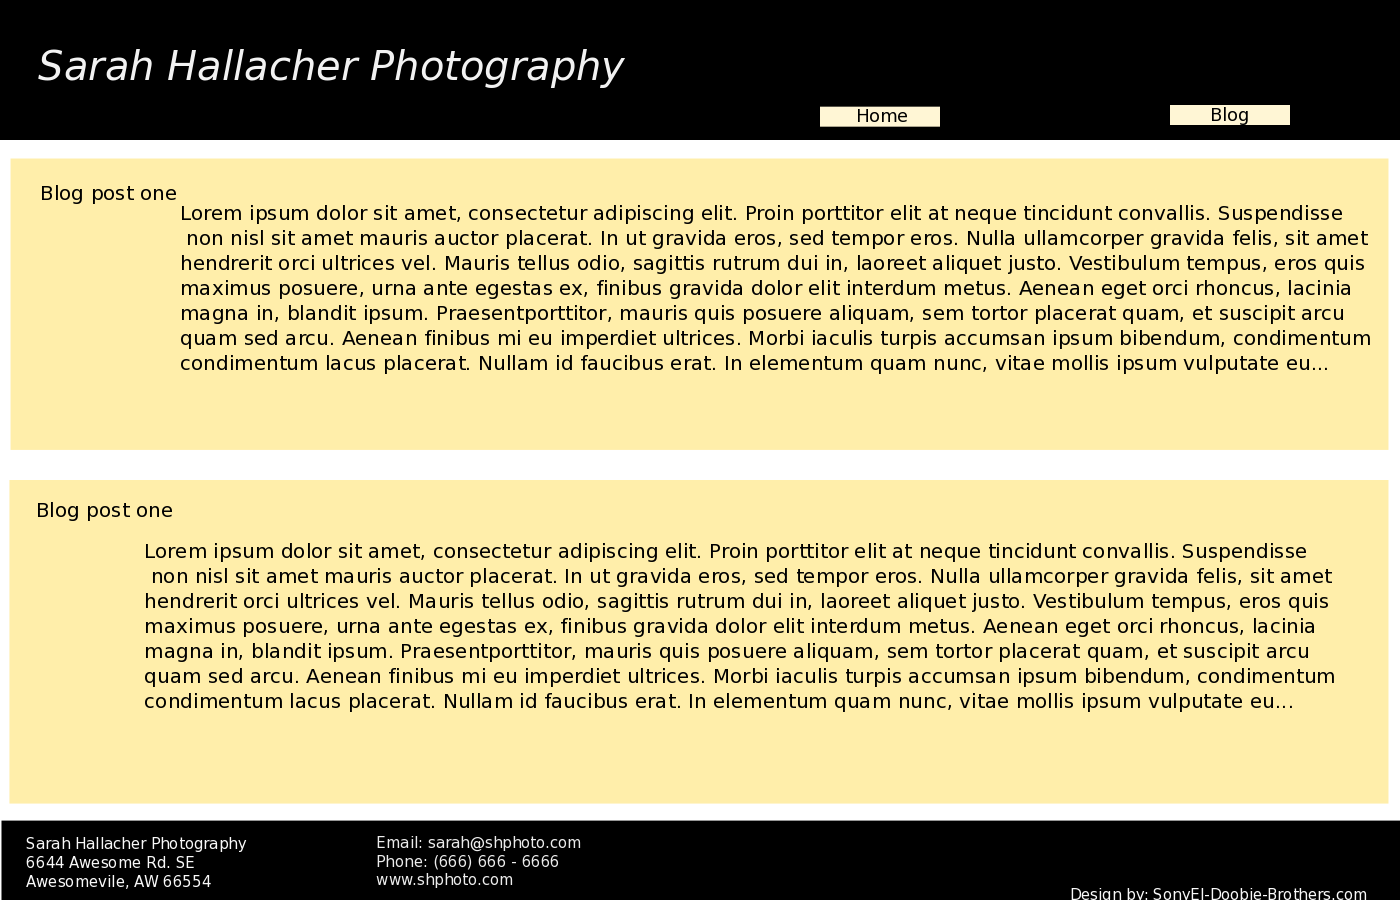 Sarah Hallacher Photography
Home
Blog
Blog post one
Lorem ipsum dolor sit amet, consectetur adipiscing elit. Proin porttitor elit at neque tincidunt convallis. Suspendisse
non nisl sit amet mauris auctor placerat. In ut gravida eros, sed tempor eros. Nulla ullamcorper gravida felis, sit amet
hendrerit orci ultrices vel. Mauris tellus odio, sagittis rutrum dui in, laoreet aliquet justo. Vestibulum tempus, eros quis
maximus posuere, urna ante egestas ex, finibus gravida dolor elit interdum metus. Aenean eget orci rhoncus, lacinia
magna in, blandit ipsum. Praesentporttitor, mauris quis posuere aliquam, sem tortor placerat quam, et suscipit arcu
quam sed arcu. Aenean finibus mi eu imperdiet ultrices. Morbi iaculis turpis accumsan ipsum bibendum, condimentum
condimentum lacus placerat. Nullam id faucibus erat. In elementum quam nunc, vitae mollis ipsum vulputate eu...
Blog post one
Lorem ipsum dolor sit amet, consectetur adipiscing elit. Proin porttitor elit at neque tincidunt convallis. Suspendisse
non nisl sit amet mauris auctor placerat. In ut gravida eros, sed tempor eros. Nulla ullamcorper gravida felis, sit amet
hendrerit orci ultrices vel. Mauris tellus odio, sagittis rutrum dui in, laoreet aliquet justo. Vestibulum tempus, eros quis
maximus posuere, urna ante egestas ex, finibus gravida dolor elit interdum metus. Aenean eget orci rhoncus, lacinia
magna in, blandit ipsum. Praesentporttitor, mauris quis posuere aliquam, sem tortor placerat quam, et suscipit arcu
quam sed arcu. Aenean finibus mi eu imperdiet ultrices. Morbi iaculis turpis accumsan ipsum bibendum, condimentum
condimentum lacus placerat. Nullam id faucibus erat. In elementum quam nunc, vitae mollis ipsum vulputate eu...
Sarah Hallacher Photography
6644 Awesome Rd. SE
Awesomevile, AW 66554
Email: sarah@shphoto.com
Phone: (666) 666 - 6666
www.shphoto.com
Design by: SonyEl-Doobie-Brothers.com